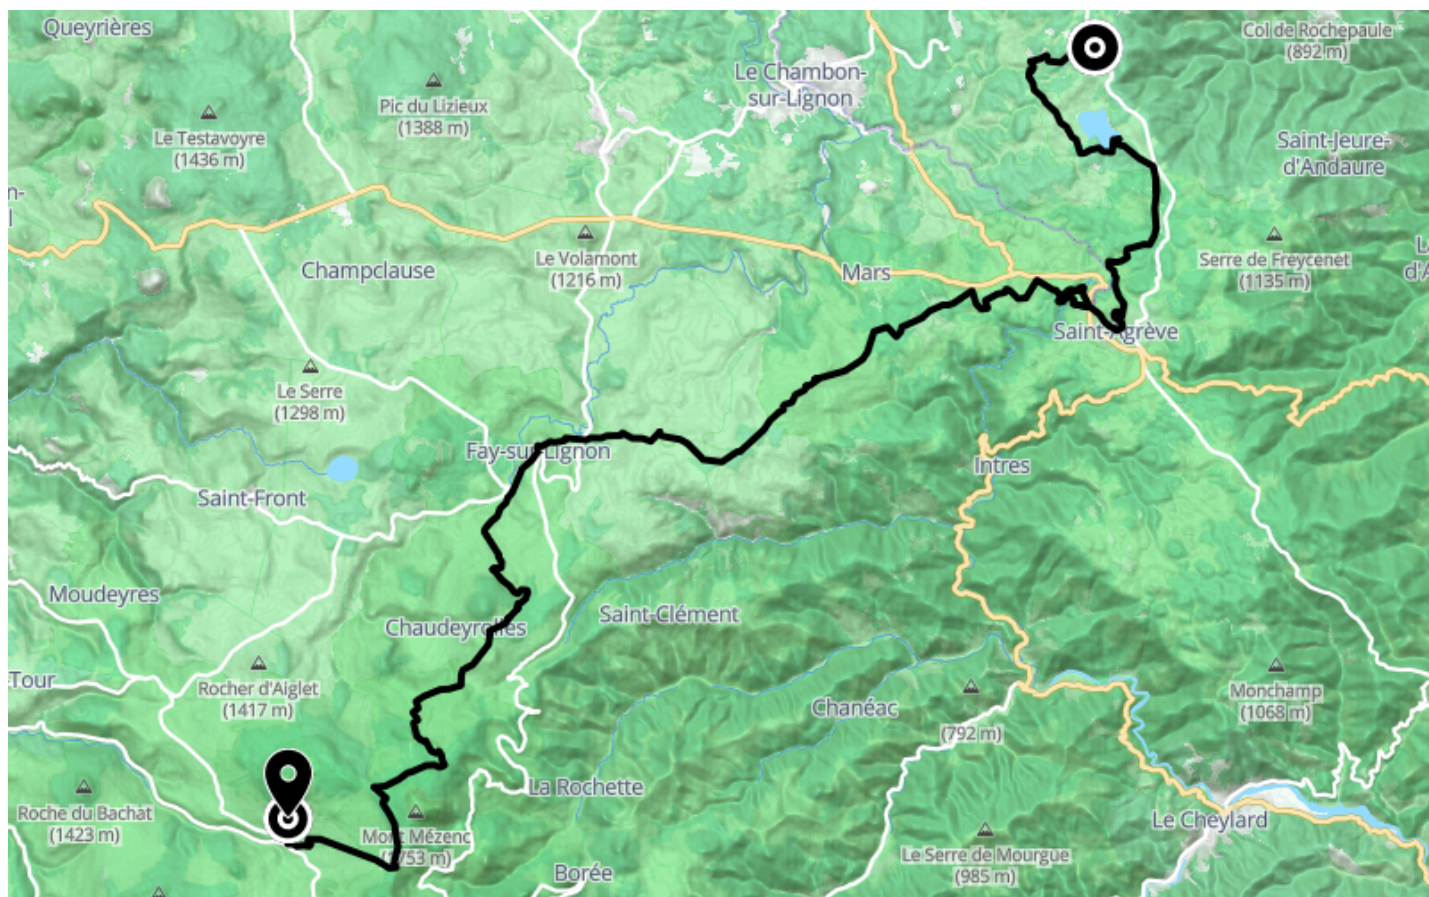 Queyrières
Col de Rochepaule
(892 m)
Le Chambon-
sur-Lignon
Pic du Lizieux
(1388 m)
Le Testavoyre
(1436 m)
Saint-Jeure-
d'Andaure
n-
l
Le Volamont
(1216 m)
Serre de Freycenet
(1135 m)
L
d'A
Champclause
Mars
Saint-Agrève
Le Serre
(1298 m)
Fay-sur-Lignon
Intres
Saint-Front
Moudeyres
Saint-Clément
Chaudeyrolles
-Tour
Rocher d'Aiglet
(1417 m)
Chanéac
(792 m)
Monchamp
(1068 m)
La Rochette
Roche du Bachat
(1423 m)
Mont Mézenc
(1753 m)
Le Cheylard
Le Serre de Mourgue
(985 m)
Borée